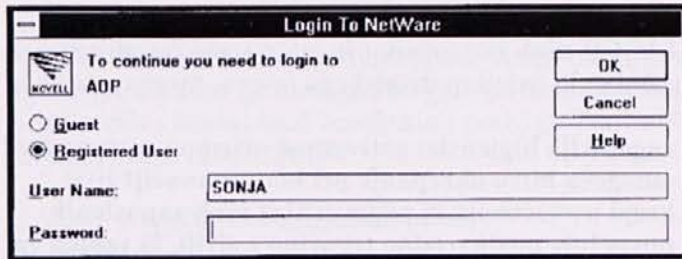 Login To NetWare
To continue you need to login to
NOVELL
ADP
OK
Cancel
Help
Guest
Registered User
User Name:
SONJA
Password: